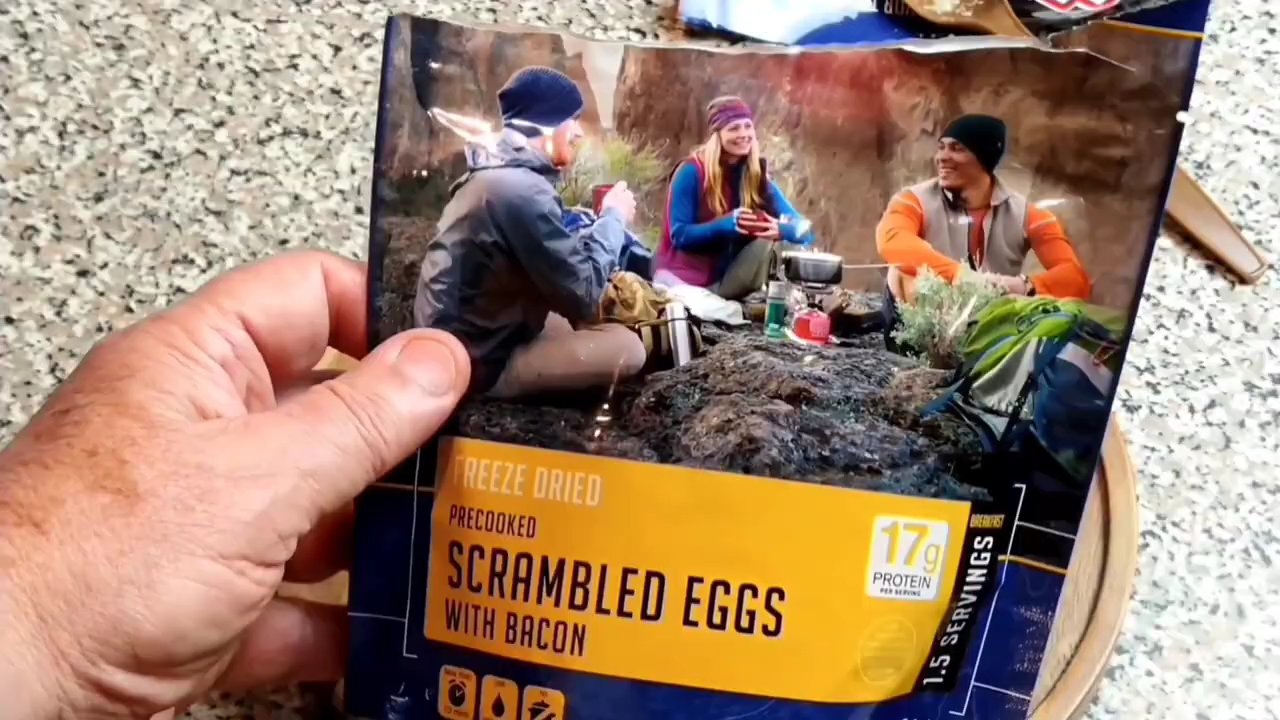 FREEZE DRIED
PRECOOKED
SCRAMBLED EGGS
WITH BACON
17g
PROTEIN
PER SERVING
BREAKFAST
1.5 SERVINGS